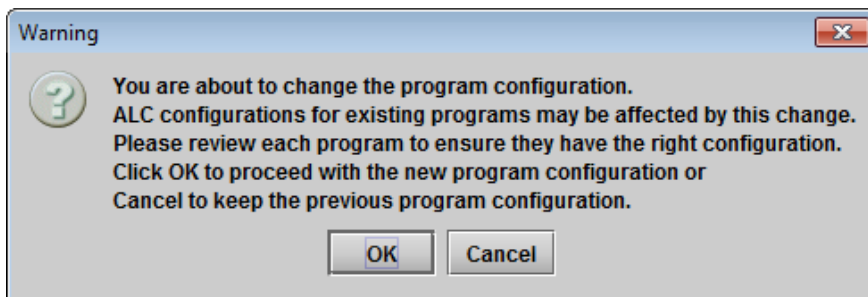 Warning
You are about to change the program configuration.
ALC configurations for existing programs may be affected by this change.
Please review each program to ensure they have the right configuration.
Click OK to proceed with the new program configuration or
Cancel to keep the previous program configuration.
OK
Cancel